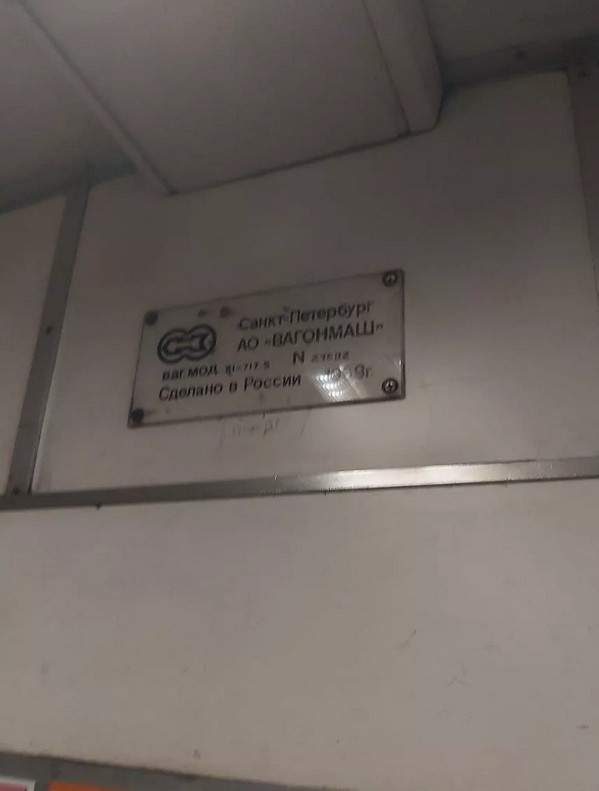 Санкт-Петербург
АО «ВАГОНМАШ»
ваг.мод. 81-717.5 N
Сделано в России